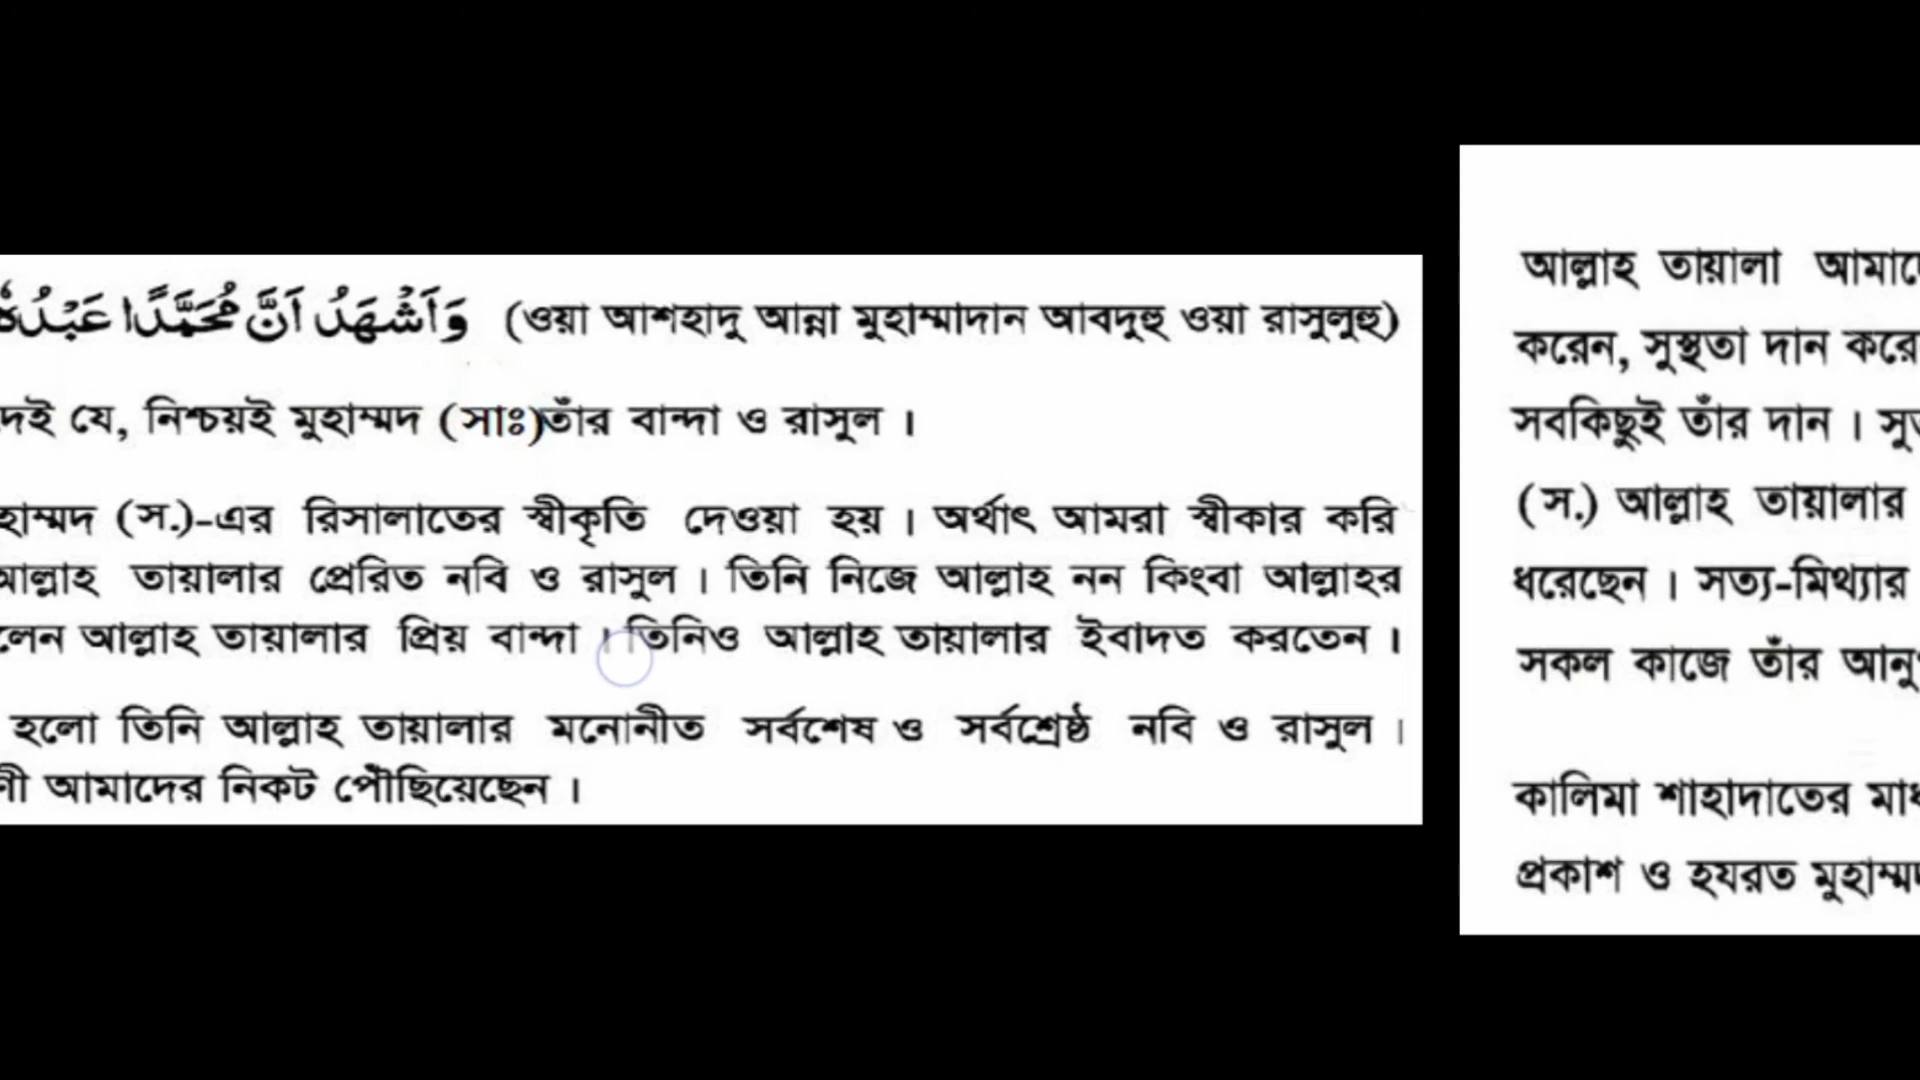 وَاَشْهَدُ اَنَّ مُحَمَّدًا عَبْدُهٗ (ওয়া আশহাদু আন্না মুহাম্মাদান আবদুহু ওয়া রাসুলুহু)
যে, নিশ্চয়ই মুহাম্মদ (সাঃ)তাঁর বান্দা ও রাসুল ।
(স.)-এর রিসালাতের স্বীকৃতি দেওয়া হয় । অর্থাৎ আমরা স্বীকার করি
আল্লাহ তায়ালার প্রেরিত নবি ও রাসুল । তিনি নিজে আল্লাহ নন কিংবা আল্লাহর
আল্লাহ তায়ালার প্রিয় বান্দা । তিনিও আল্লাহ তায়ালার ইবাদত করতেন ।
হলো তিনি আল্লাহ তায়ালার মনোনীত সর্বশেষ ও সর্বশ্রেষ্ঠ নবি ও রাসুল ।
আমাদের নিকট পৌঁছিয়েছেন ।
আল্লাহ তায়ালা
করেন, সুস্থতা দান করে
সবকিছুই তাঁর দান ।
(স.) আল্লাহ তায়ালার
ধরেছেন । সত্য-মিথ্যার
সকল কাজে তাঁর
কালিমা শাহাদাতের
প্রকাশ ও হযরত